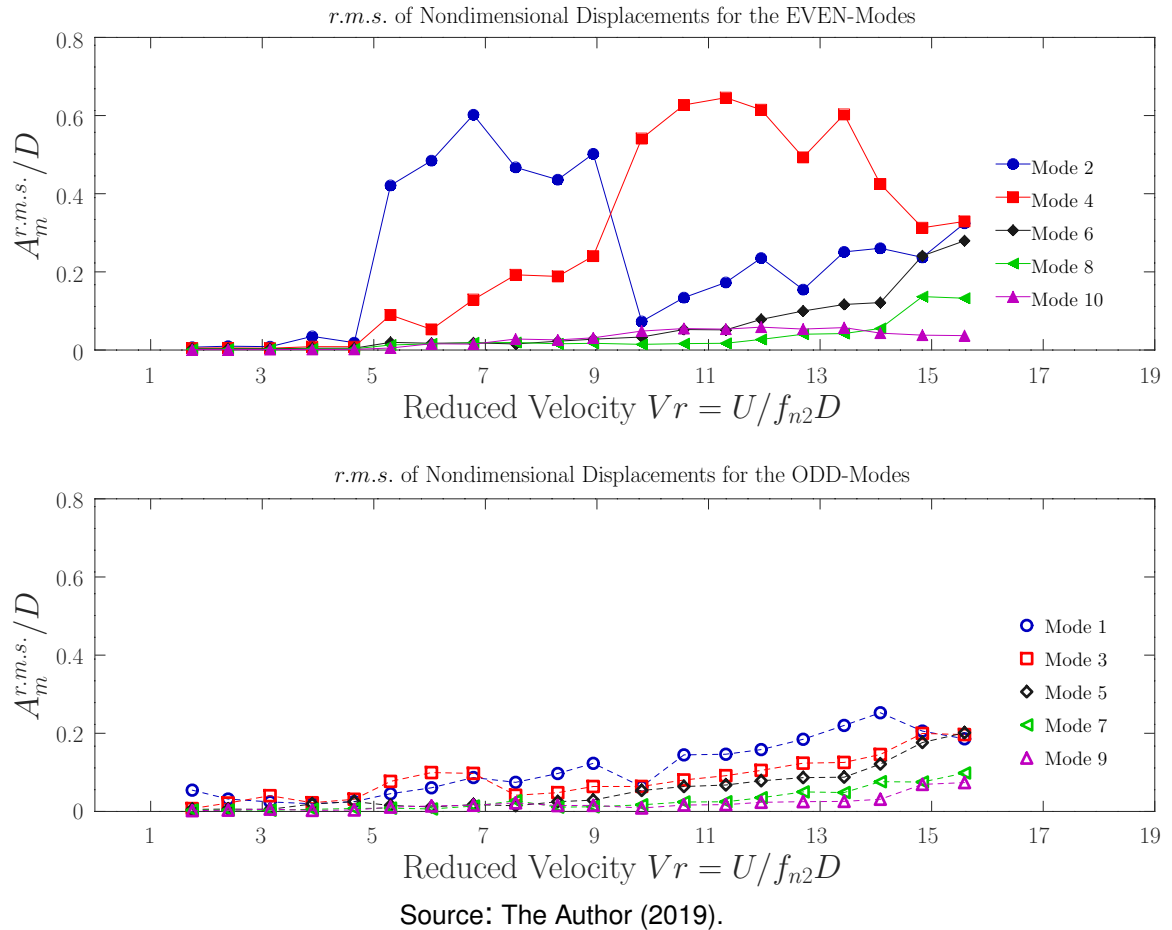 r.m.s. of Nondimensional Displacements for the EVEN-Modes
0.8
0.6
0.4
0.2
0
A_m^{r.m.s.}/D
Mode 2
Mode 4
Mode 6
Mode 8
Mode 10
1 3 5 7 9 11 13 15 17 19
Reduced Velocity Vr = U/f_{n2}D
r.m.s. of Nondimensional Displacements for the ODD-Modes
0.8
0.6
0.4
0.2
0
A_m^{r.m.s.}/D
Mode 1
Mode 3
Mode 5
Mode 7
Mode 9
1 3 5 7 9 11 13 15 17 19
Reduced Velocity Vr = U/f_{n2}D
Source: The Author (2019).